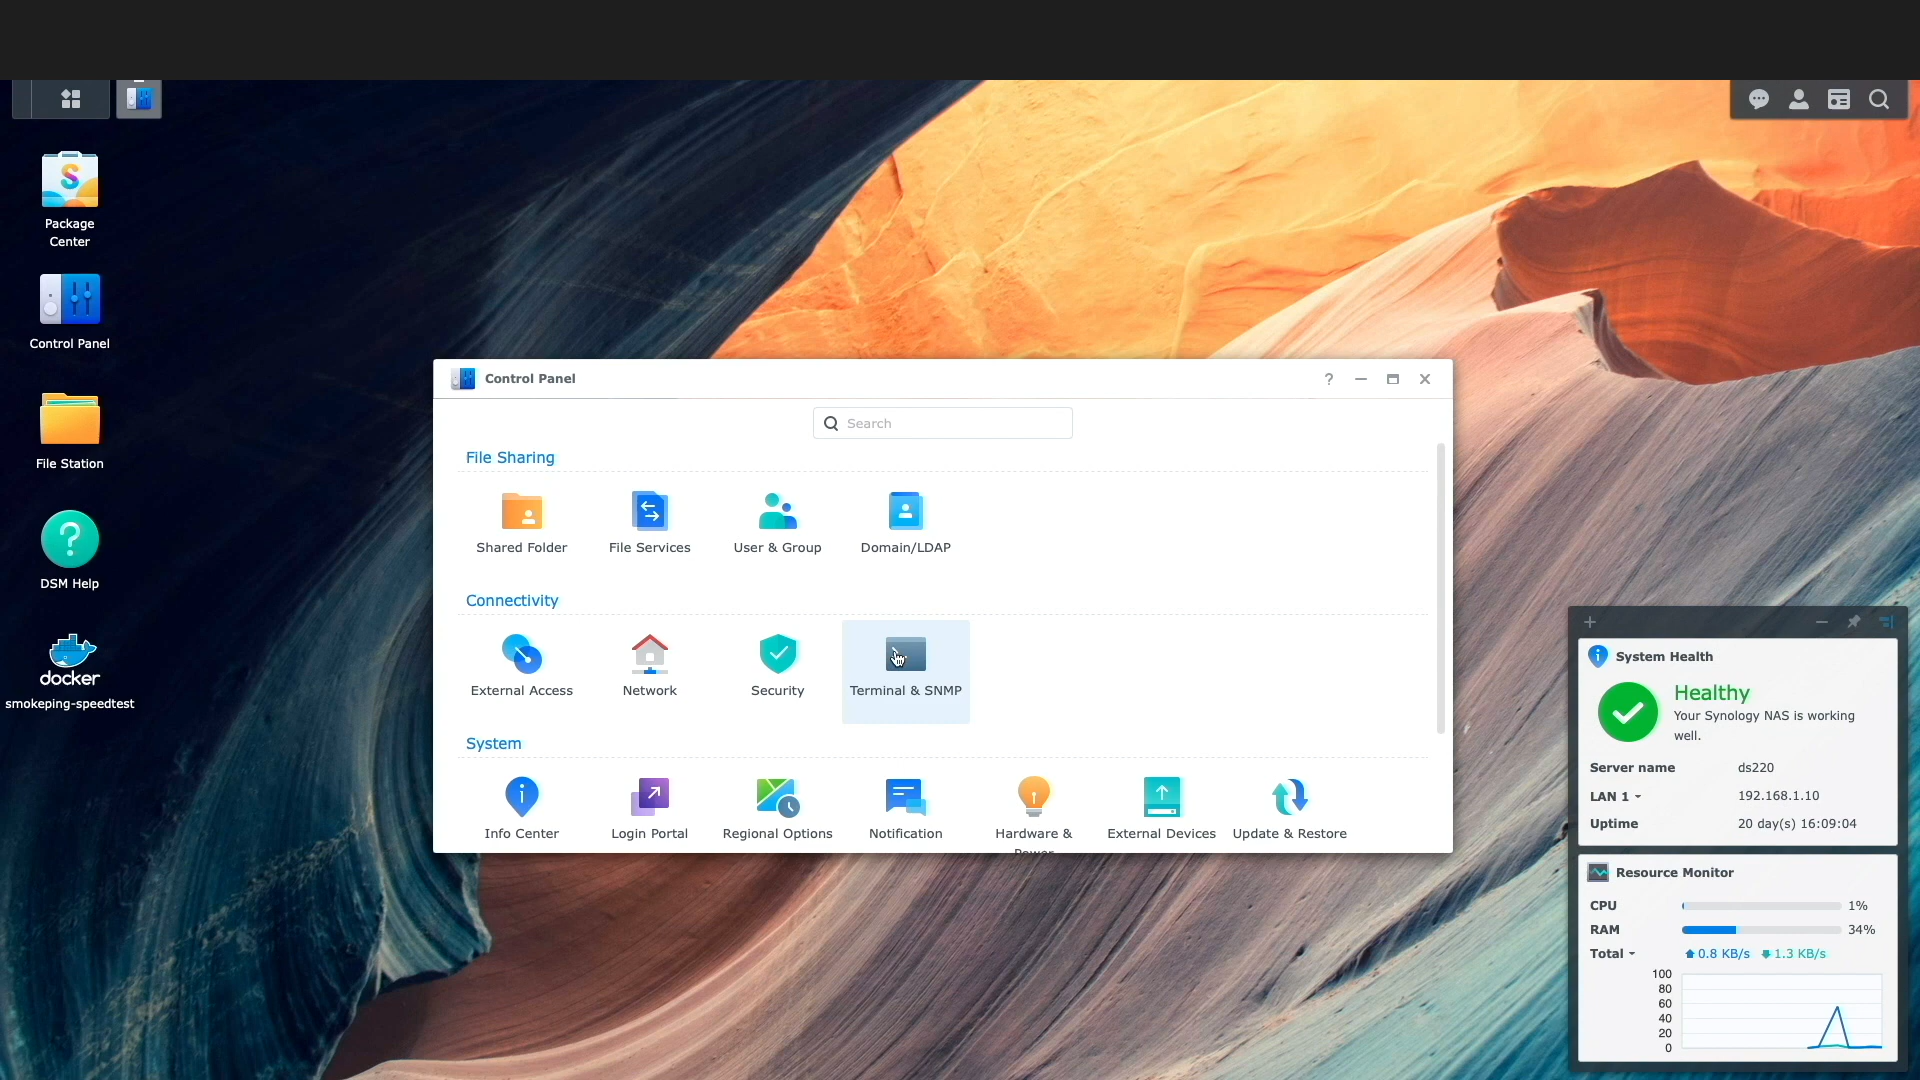 Package
Center
Control Panel
File Station
DSM Help
docker
smokeping-speedtest
Control Panel
?
Search
File Sharing
Shared Folder
File Services
User & Group
Domain/LDAP
Connectivity
External Access
Network
Security
Terminal & SNMP
System
Info Center
Login Portal
Regional Options
Notification
Hardware &
Power
External Devices
Update & Restore
System Health
Healthy
Your Synology NAS is working
well.
Server name ds220
LAN 1 192.168.1.10
Uptime 20 day(s) 16:09:04
Resource Monitor
CPU 1%
RAM 34%
Total 0.8 KB/s 1.3 KB/s
100
80
60
40
20
0